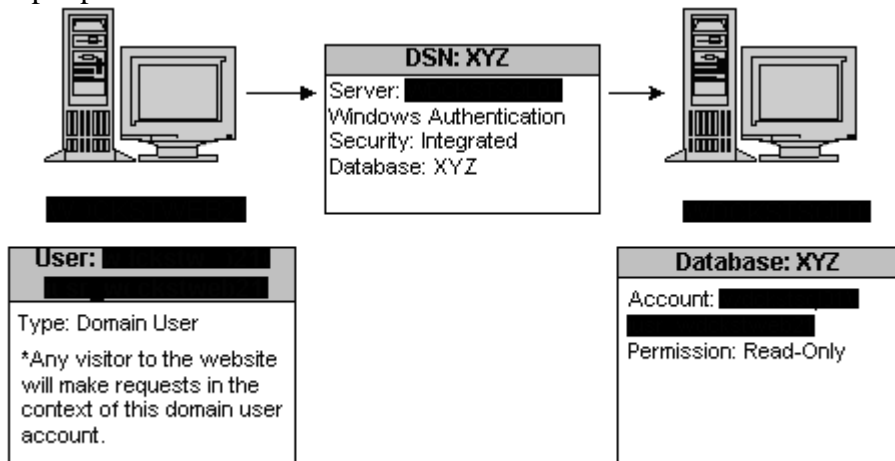 DSN: XYZ
Server:
Windows Authentication
Security: Integrated
Database: XYZ
User:
Type: Domain User
*Any visitor to the website
will make requests in the
context of this domain user
account.
Database: XYZ
Account:
Permission: Read-Only